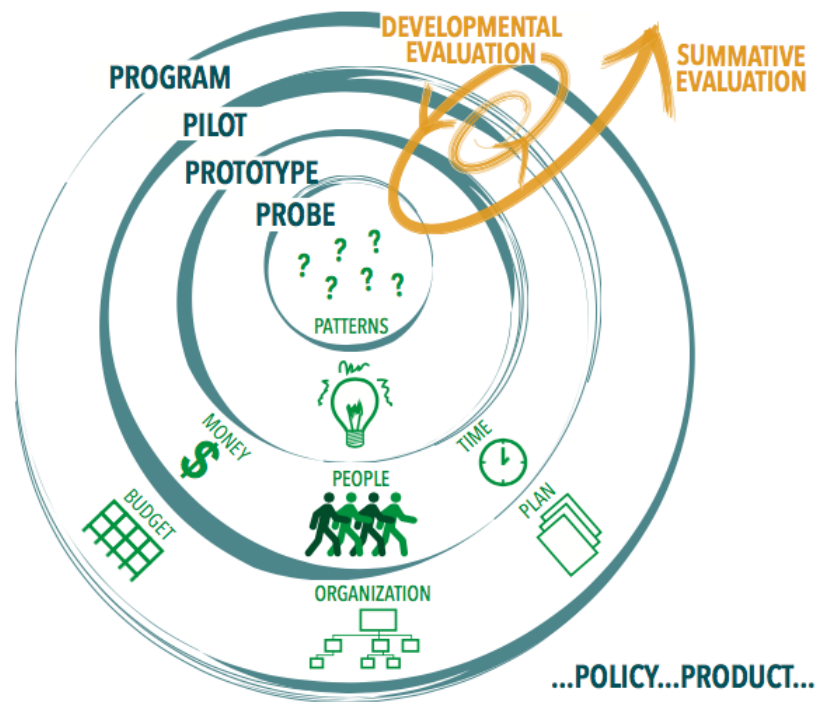 DEVELOPMENTAL
EVALUATION
SUMMATIVE
EVALUATION
PROGRAM
PILOT
PROTOTYPE
PROBE
? ? ?
? ? ?
PATTERNS
MONEY
$
TIME
PEOPLE
BUDGET
PLAN
ORGANIZATION
...POLICY...PRODUCT...